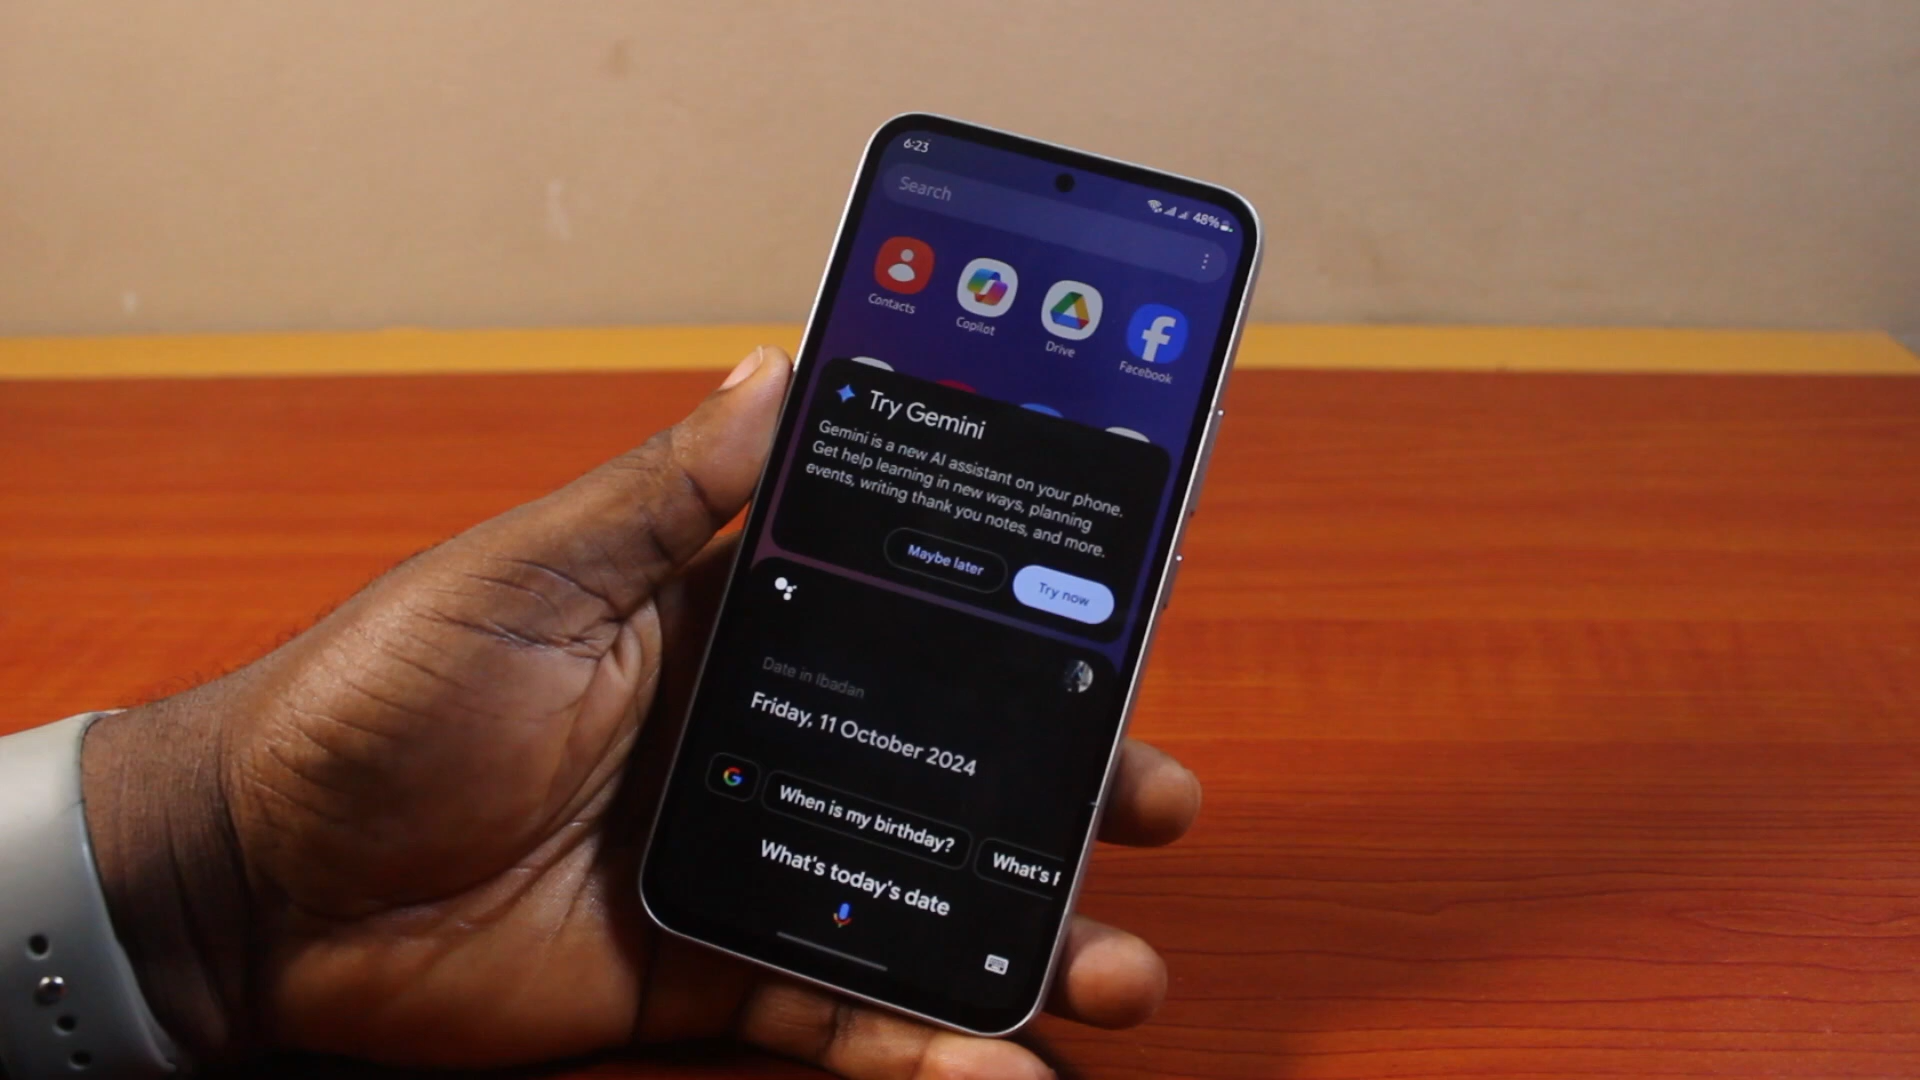 6:23
48%
Search
Contacts
Copilot
Drive
Facebook
Try Gemini
Gemini is a new AI assistant on your phone.
Get help learning in new ways, planning
events, writing thank you notes, and more.
Maybe later
Try now
Date in Ibadan
Friday, 11 October 2024
G
When is my birthday?
What's
What's today's date